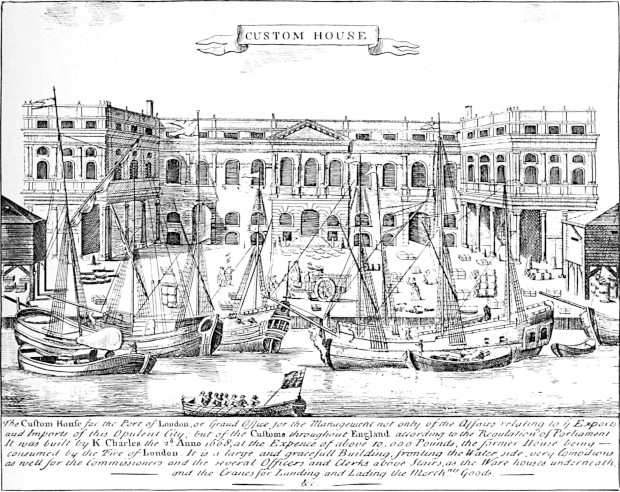 CUSTOM HOUSE
The Custom House for the Port of London, or Grand Office for the Management not only of the Affairs relating to ÿ Exports
and Imports of this Opulent City; but of the Customs throughout England according to the Regulation of Parliament
It was built by K. Charles the 2ᵈ Anno 1668, at the Expence of above 10,000 Pounds, the former House being —
consumed by the Fire of London. It is a large and gracefull Building, fronting the Water side, very Comodious
as well for the Commissioners and the several Officers and Clerks above Stairs, as the Ware houses underneath
and the Cranes for Landing and Lading the Merchᵗˢ Goods.
&c.